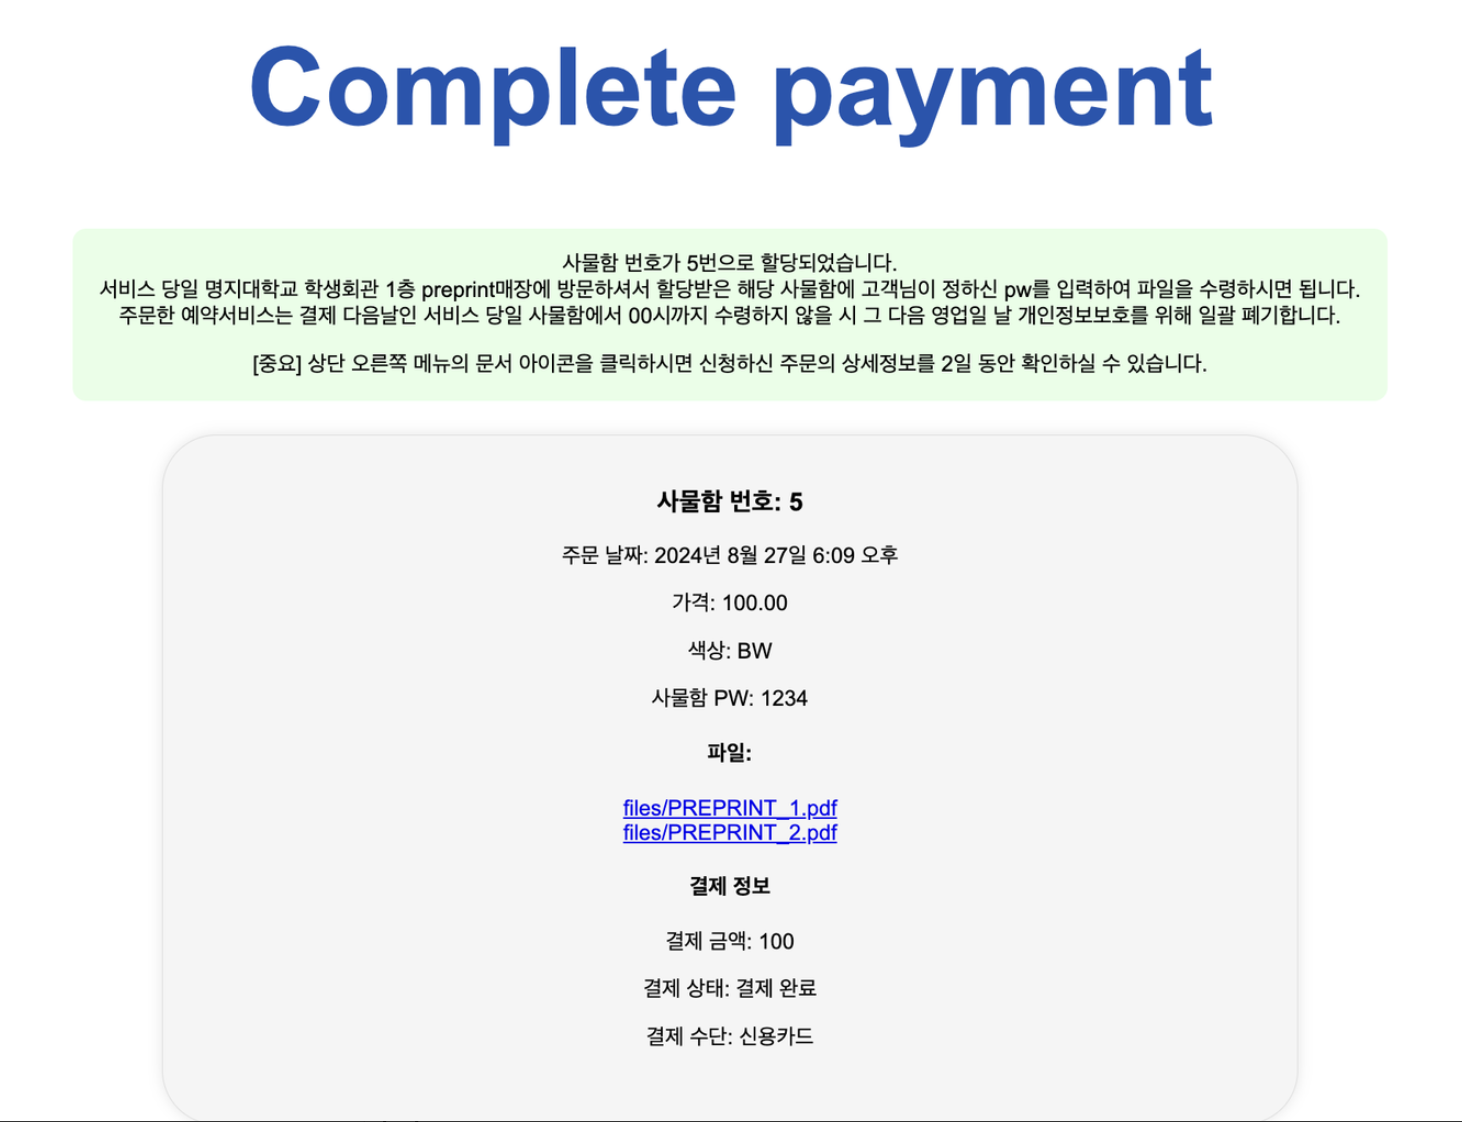 Complete payment
사물함 번호가 5번으로 할당되었습니다.
서비스 당일 명지대학교 학생회관 1층 preprint매장에 방문하셔서 할당받은 해당 사물함에 고객님이 정하신 pw를 입력하여 파일을 수령하시면 됩니다.
주문한 예약서비스는 결제 다음날인 서비스 당일 사물함에서 00시까지 수령하지 않을 시 그 다음 영업일 날 개인정보보호를 위해 일괄 폐기합니다.
[중요] 상단 오른쪽 메뉴의 문서 아이콘을 클릭하시면 신청하신 주문의 상세정보를 2일 동안 확인하실 수 있습니다.
사물함 번호: 5
주문 날짜: 2024년 8월 27일 6:09 오후
가격: 100.00
색상: BW
사물함 PW: 1234
파일:
files/PREPRINT_1.pdf
files/PREPRINT_2.pdf
결제 정보
결제 금액: 100
결제 상태: 결제 완료
결제 수단: 신용카드